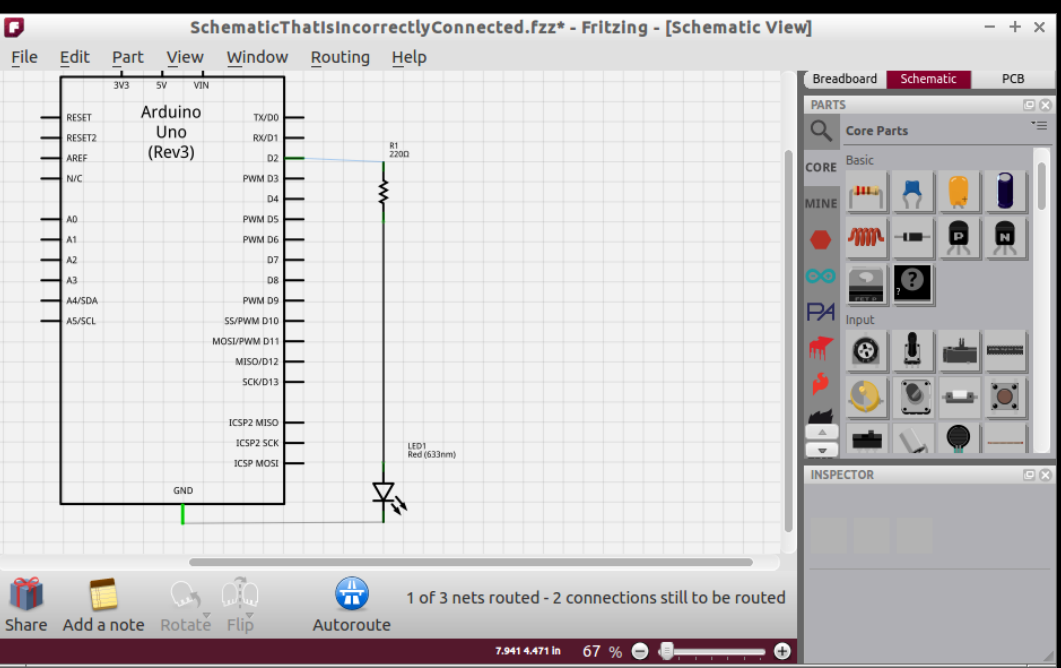 SchematicThatIsIncorrectlyConnected.fzz* - Fritzing - [Schematic View]
File Edit Part View Window Routing Help
Breadboard Schematic PCB
3V3 5V VIN
Arduino
Uno
(Rev3)
RESET
RESET2
AREF
N/C
A0
A1
A2
A3
A4/SDA
A5/SCL
TX/D0
RX/D1
D2
PWM D3
D4
PWM D5
PWM D6
D7
D8
PWM D9
SS/PWM D10
MOSI/PWM D11
MISO/D12
SCK/D13
ICSP2 MISO
ICSP2 SCK
ICSP MOSI
GND
R1
220Ω
LED1
Red (633nm)
PARTS
Core Parts
CORE
MINE
PA
Basic
P
N
FET II
?
?
Input
INSPECTOR
Share Add a note Rotate Flip Autoroute
1 of 3 nets routed - 2 connections still to be routed
7.941 4.471 in 67 %